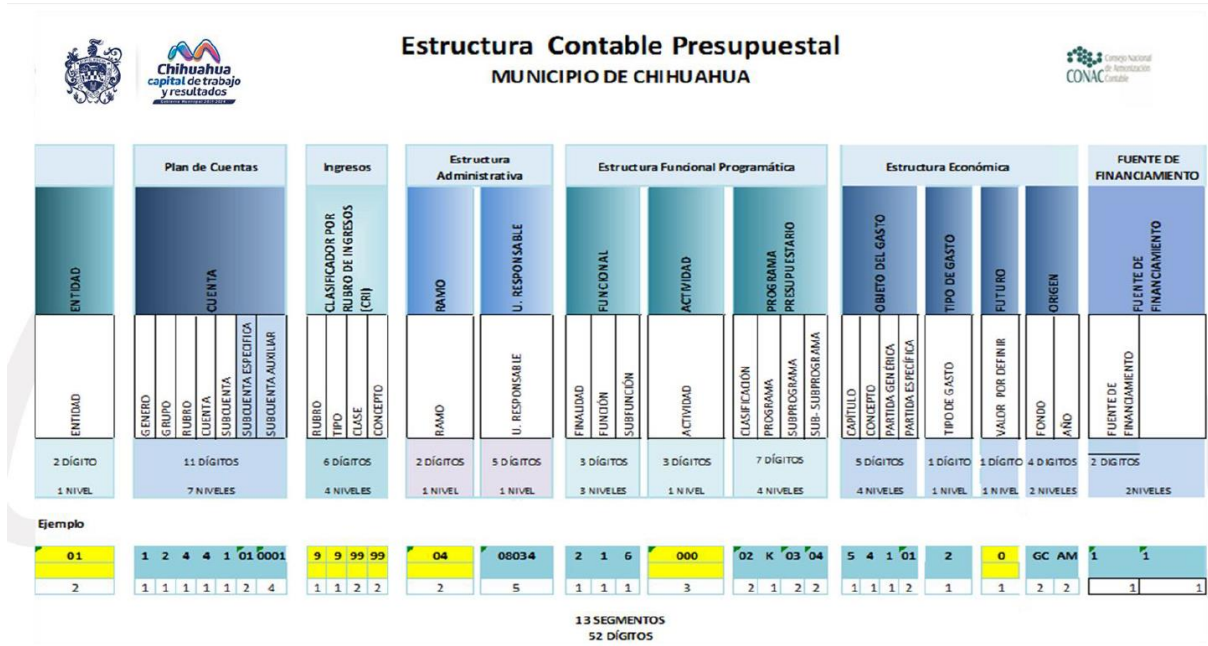 Estructura Contable Presupuestal
MUNICIPIO DE CHIHUAHUA
Chihuahua
capital de trabajo
y resultados
CONAC
Consejo Nacional
de Armonización
Contable
Plan de Cuentas
Ingresos
Estructura
Administrativa
Estructura Funcional Programática
Estructura Económica
FUENTE DE
FINANCIAMIENTO
ENTIDAD
CUENTA
CLASIFICADOR POR
RUBRO DE INGRESOS
(CRI)
RAMO
U. RESPONSABLE
FUNCIONAL
ACTIVIDAD
PROGRAMA
PRESUPUESTARIO
OBJETO DEL GASTO
TIPO DE GASTO
FUTURO
ORIGEN
FUENTE DE
FINANCIAMIENTO
ENTIDAD
GENERO
GRUPO
RUBRO
CUENTA
SUBCUENTA
SUBCUENTA ESPECIFICA
SUBCUENTA AUXILIAR
RUBRO
TIPO
CLASE
CONCEPTO
RAMO
U. RESPONSABLE
FINALIDAD
FUNCIÓN
SUBFUNCIÓN
ACTIVIDAD
CLASIFICACIÓN
PROGRAMA
SUBPROGRAMA
SUB- SUBPROGRAMA
CAPÍTULO
CONCEPTO
PARTIDA GENÉRICA
PARTIDA ESPECÍFICA
TIPO DE GASTO
VALOR POR DEFINIR
FONDO
AÑO
FUENTE DE
FINANCIAMIENTO
2 DÍGITO 11 DÍGITOS 6 DÍGITOS 2 DÍGITOS 5 DÍGITOS 3 DÍGITOS 3 DÍGITOS 7 DÍGITOS 5 DÍGITOS 1 DÍGITO 1 DÍGITO 4 DIGITOS 2 DIGITOS
1 NIVEL 7 NIVELES 4 NIVELES 1 NIVEL 1 NIVEL 3 NIVELES 1 NIVEL 4 NIVELES 4 NIVELES 1 NIVEL 1 NIVEL 2 NIVELES 2NIVELES
Ejemplo
01 1 2 4 4 1 01 0001 9 9 99 99 04 08034 2 1 6 000 02 K 03 04 5 4 1 01 2 0 GC AM 1 1
2 1 1 1 1 1 2 4 1 1 2 2 2 5 1 1 1 3 2 1 2 2 1 1 1 2 1 1 2 2 1 1
13 SEGMENTOS
52 DÍGITOS